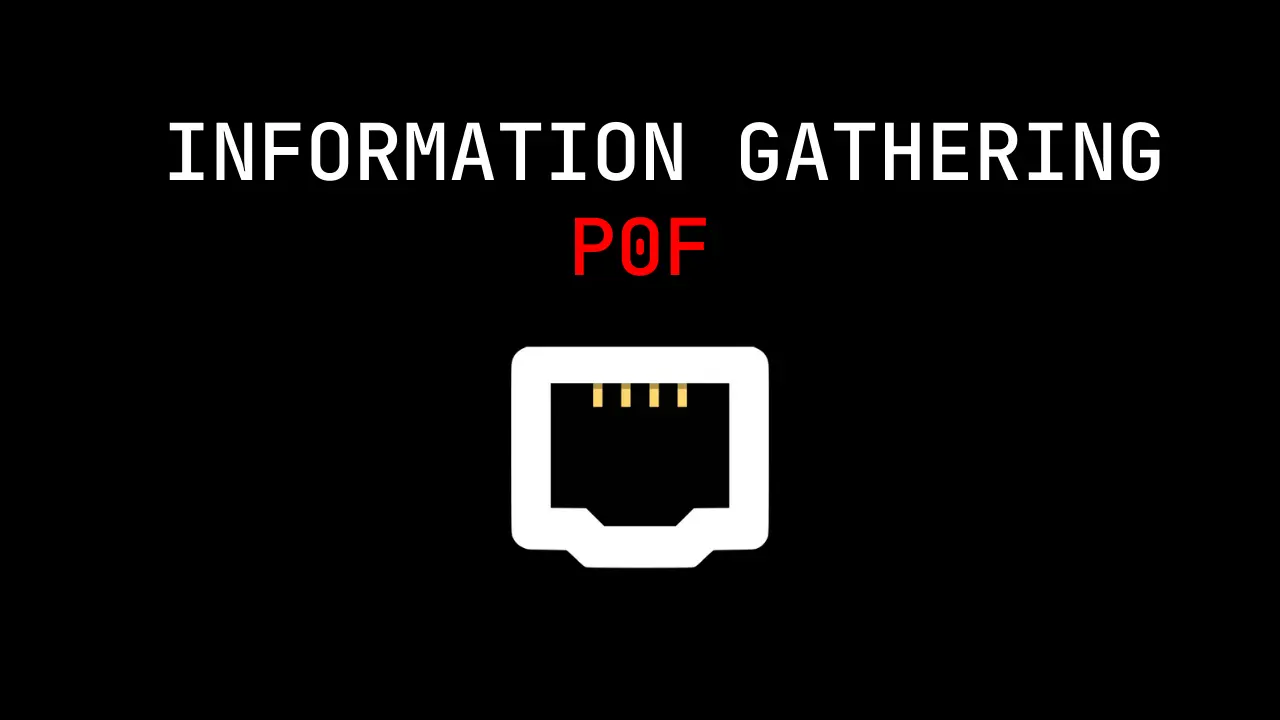 INFORMATION GATHERING
P0F